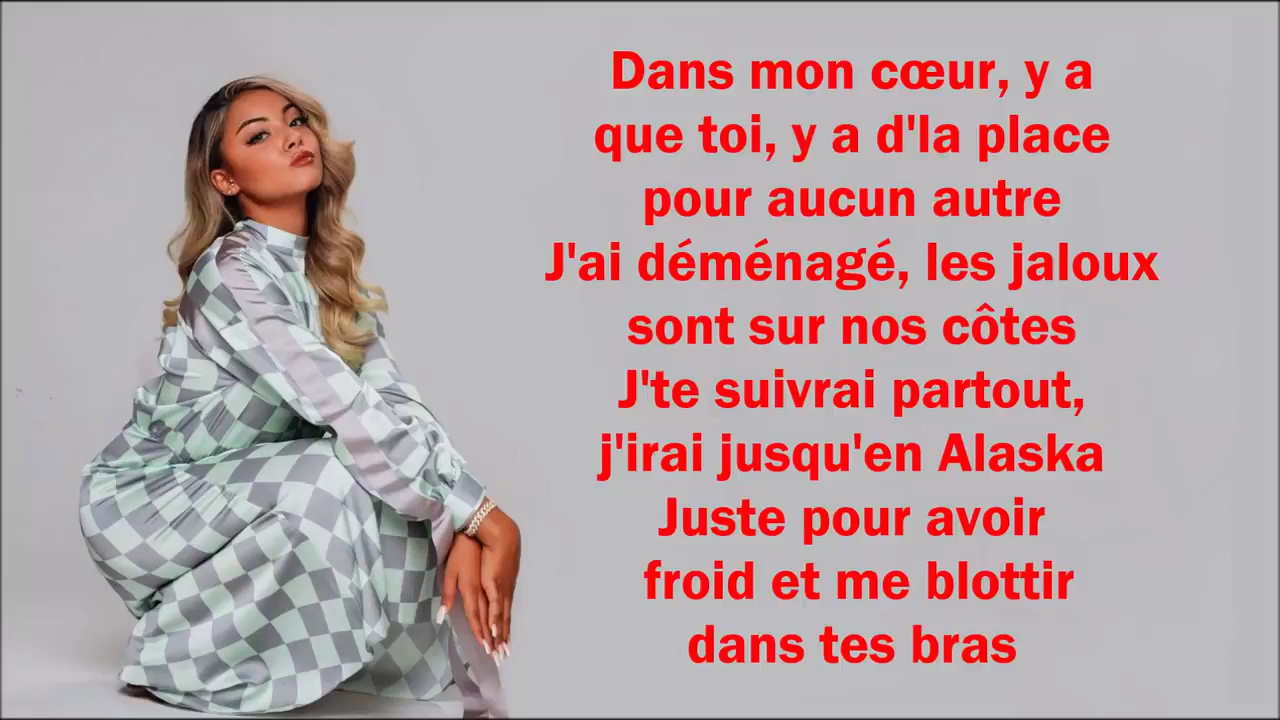 Dans mon cœur, y a
que toi, y a d'la place
pour aucun autre
J'ai déménagé, les jaloux
sont sur nos côtes
J'te suivrai partout,
j'irai jusqu'en Alaska
Juste pour avoir
froid et me blottir
dans tes bras